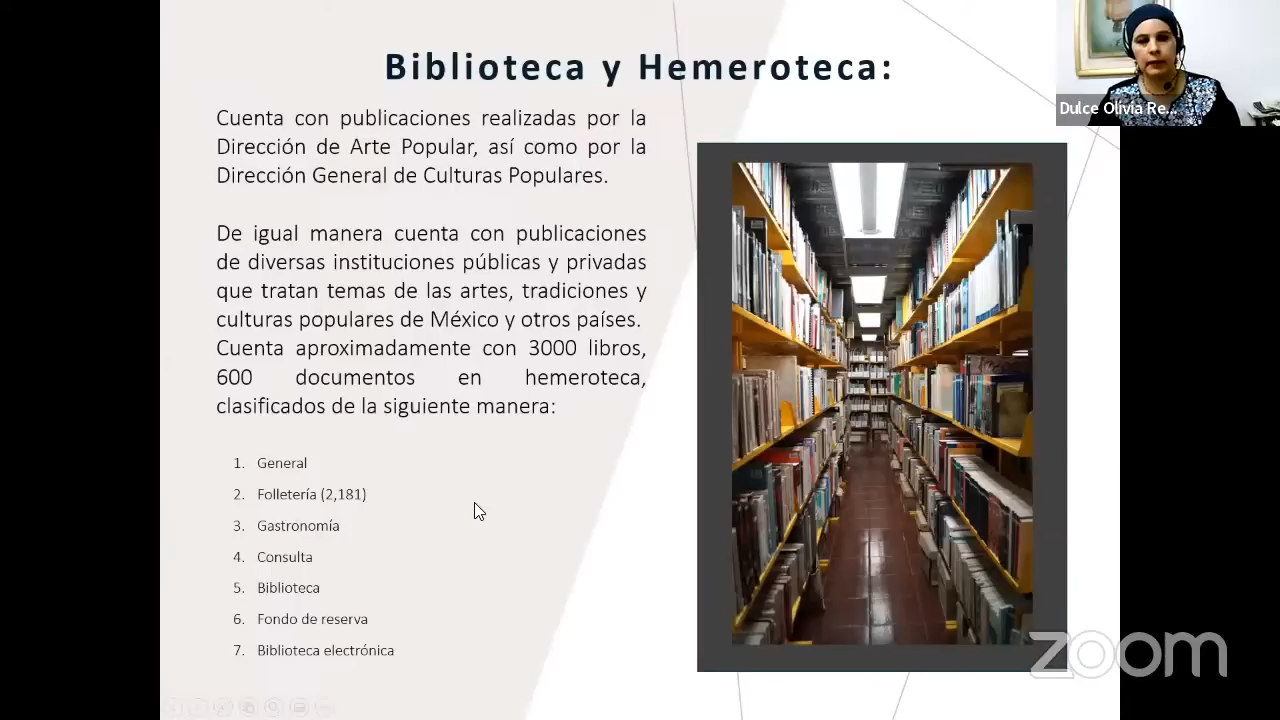 Biblioteca y Hemeroteca:
Cuenta con publicaciones realizadas por la
Dirección de Arte Popular, así como por la
Dirección General de Culturas Populares.
De igual manera cuenta con publicaciones
de diversas instituciones públicas y privadas
que tratan temas de las artes, tradiciones y
culturas populares de México y otros países.
Cuenta aproximadamente con 3000 libros,
600 documentos en hemeroteca,
clasificados de la siguiente manera:
1. General
2. Folletería (2,181)
3. Gastronomía
4. Consulta
5. Biblioteca
6. Fondo de reserva
7. Biblioteca electrónica
Dulce Olivia Re...
zoom